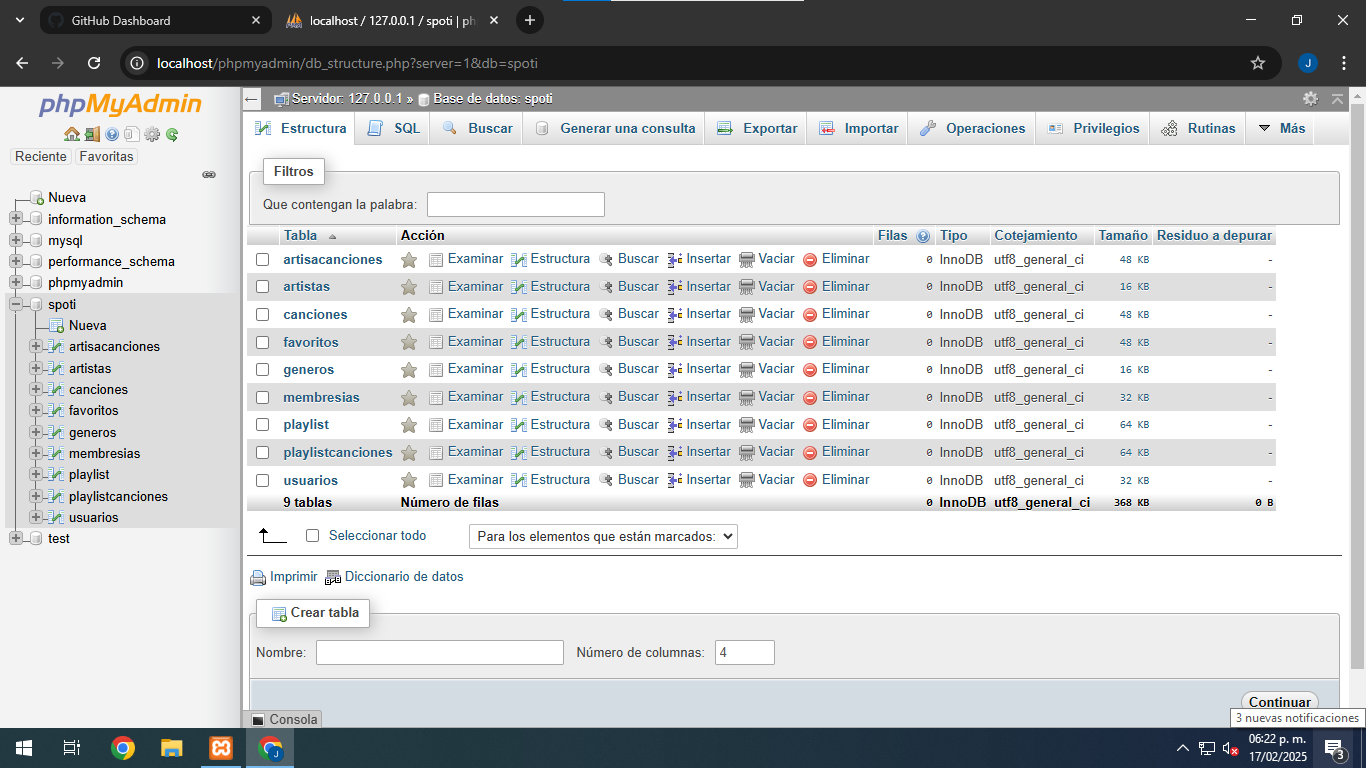 GitHub Dashboard
localhost / 127.0.0.1 / spoti | ph
localhost/phpmyadmin/db_structure.php?server=1&db=spoti
J
phpMyAdmin
Reciente Favoritas
Nueva
information_schema
mysql
performance_schema
phpmyadmin
spoti
Nueva
artisacanciones
artistas
canciones
favoritos
generos
membresias
playlist
playlistcanciones
usuarios
test
Servidor: 127.0.0.1 » Base de datos: spoti
Estructura SQL Buscar Generar una consulta Exportar Importar Operaciones Privilegios Rutinas Más
Filtros
Que contengan la palabra:
Tabla Acción Filas Tipo Cotejamiento Tamaño Residuo a depurar
artisacanciones Examinar Estructura Buscar Insertar Vaciar Eliminar 0 InnoDB utf8_general_ci 48 KB -
artistas Examinar Estructura Buscar Insertar Vaciar Eliminar 0 InnoDB utf8_general_ci 16 KB -
canciones Examinar Estructura Buscar Insertar Vaciar Eliminar 0 InnoDB utf8_general_ci 48 KB -
favoritos Examinar Estructura Buscar Insertar Vaciar Eliminar 0 InnoDB utf8_general_ci 48 KB -
generos Examinar Estructura Buscar Insertar Vaciar Eliminar 0 InnoDB utf8_general_ci 16 KB -
membresias Examinar Estructura Buscar Insertar Vaciar Eliminar 0 InnoDB utf8_general_ci 32 KB -
playlist Examinar Estructura Buscar Insertar Vaciar Eliminar 0 InnoDB utf8_general_ci 64 KB -
playlistcanciones Examinar Estructura Buscar Insertar Vaciar Eliminar 0 InnoDB utf8_general_ci 64 KB -
usuarios Examinar Estructura Buscar Insertar Vaciar Eliminar 0 InnoDB utf8_general_ci 32 KB -
9 tablas Número de filas 0 InnoDB utf8_general_ci 368 KB 0 B
Seleccionar todo Para los elementos que están marcados:
Imprimir Diccionario de datos
Crear tabla
Nombre: Número de columnas: 4
Continuar
Consola
3 nuevas notificaciones
J
06:22 p. m.
17/02/2025
3